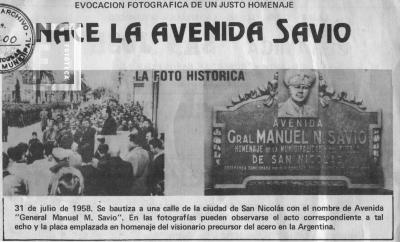 EVOCACION FOTOGRAFICA DE UN JUSTO HOMENAJE
NACE LA AVENIDA SAVIO
ARCHIVO
MUNICIPAL
FOTOTECA
LA FOTO HISTORICA
AVENIDA
GRAL MANUEL N. SAVIO
HOMENAJE DE LA MUNICIPALIDAD
DE SAN NICOLAS
31 de julio de 1958. Se bautiza a una calle de la ciudad de San Nicolás con el nombre de Avenida
"General Manuel M. Savio". En las fotografías pueden observarse el acto correspondiente a tal
echo y la placa emplazada en homenaje del visionario precursor del acero en la Argentina.